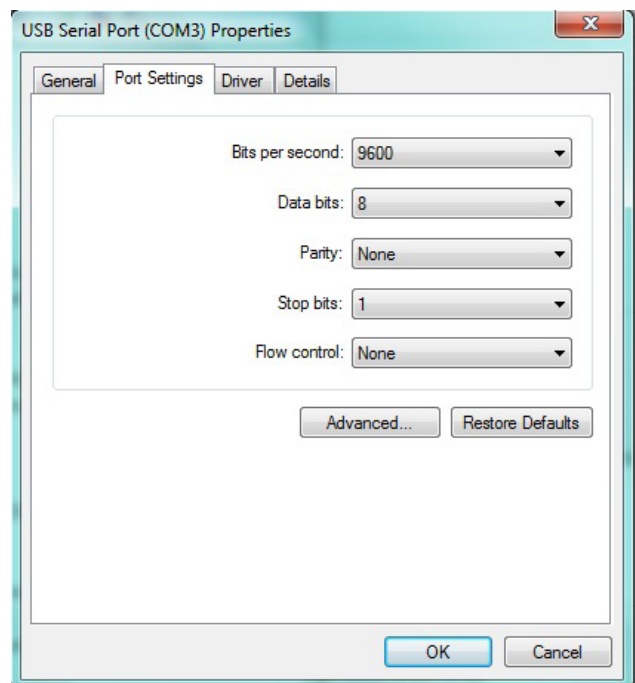 USB Serial Port (COM3) Properties
X
General Port Settings Driver Details
Bits per second: 9600
Data bits: 8
Parity: None
Stop bits: 1
Flow control: None
Advanced... Restore Defaults
OK Cancel